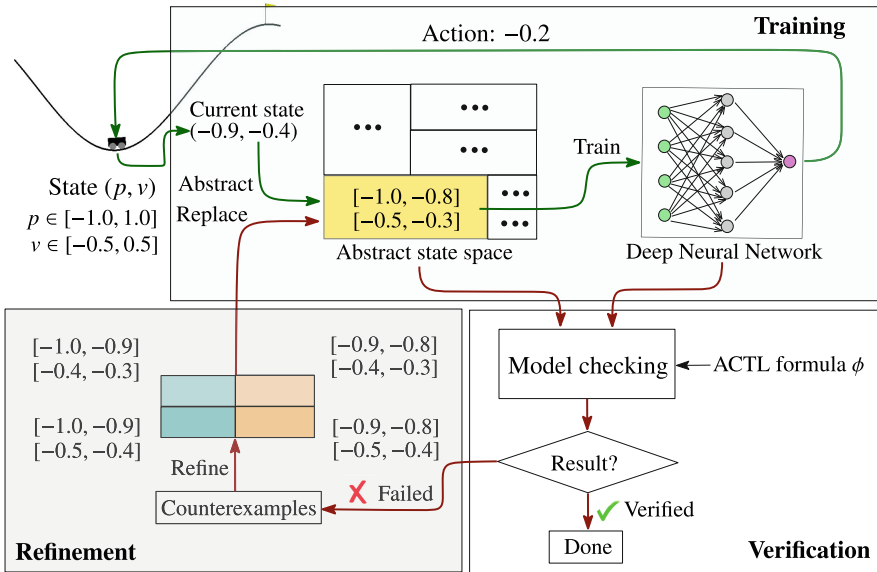 Action: −0.2
Training
Current state
(−0.9, −0.4)
•••
•••
•••
Train
State (p, v)
p ∈ [−1.0, 1.0]
v ∈ [−0.5, 0.5]
Abstract
Replace
[−1.0, −0.8]
[−0.5, −0.3]
•••
•••
Abstract state space
Deep Neural Network
[−1.0, −0.9]
[−0.4, −0.3]
[−0.9, −0.8]
[−0.4, −0.3]
[−1.0, −0.9]
[−0.5, −0.4]
[−0.9, −0.8]
[−0.5, −0.4]
Refine
Counterexamples
Refinement
Model checking
ACTL formula ϕ
Result?
✗ Failed
✓ Verified
Done
Verification